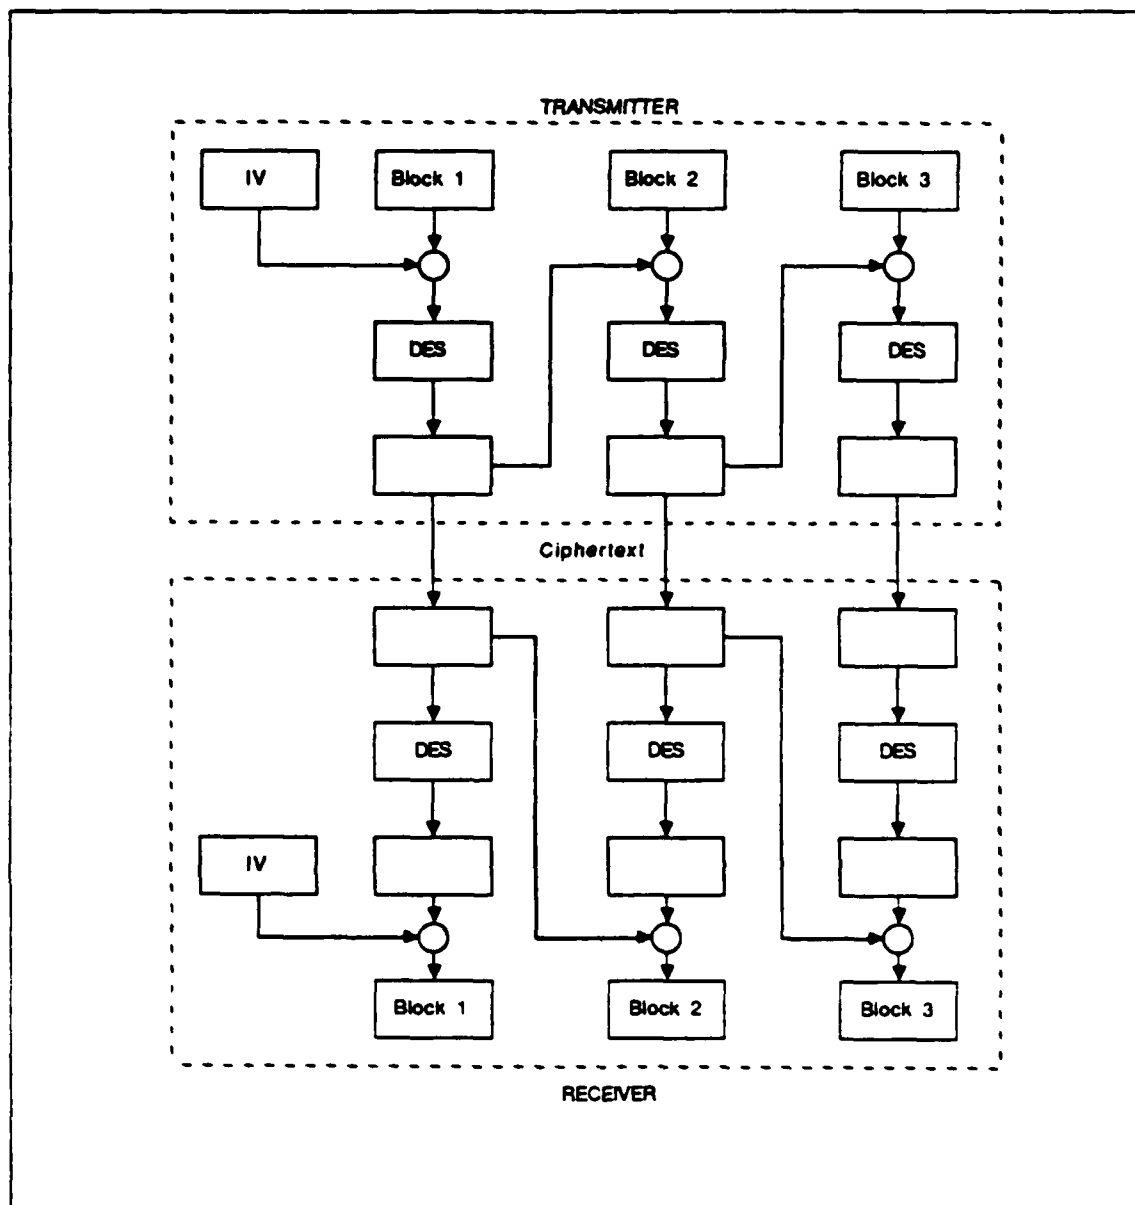 TRANSMITTER
IV Block 1 Block 2 Block 3
DES DES DES
Ciphertext
DES DES DES
IV
Block 1 Block 2 Block 3
RECEIVER